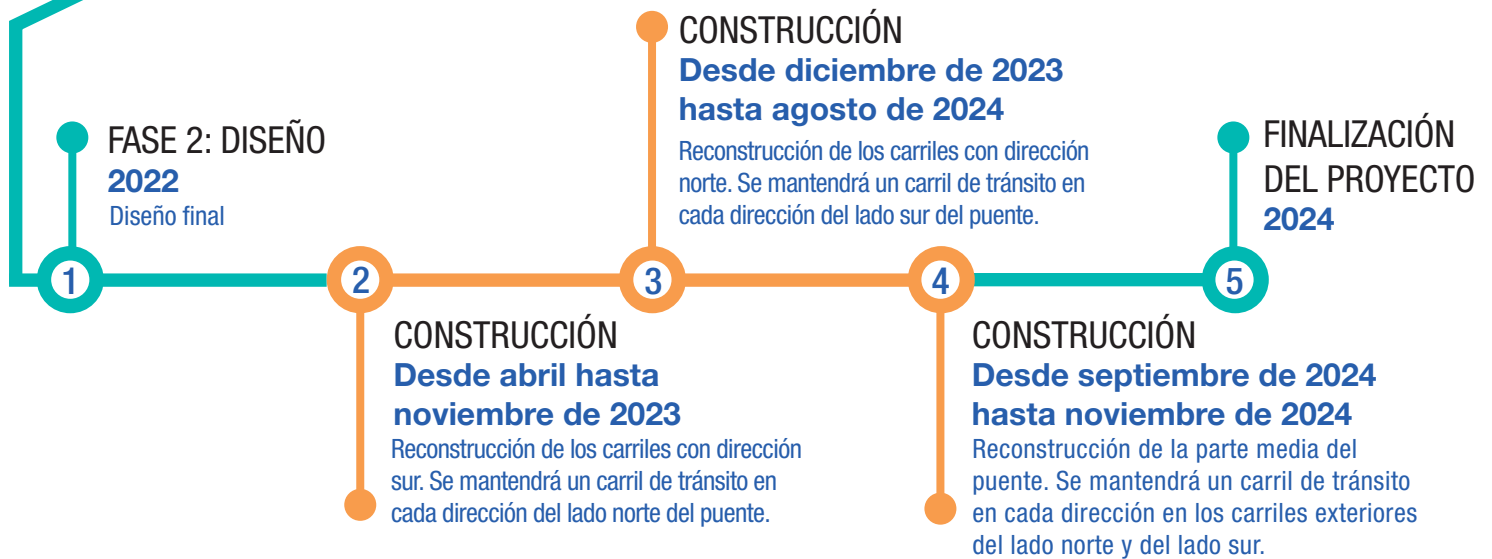 FASE 2: DISEÑO
2022
Diseño final
1
2
CONSTRUCCIÓN
Desde abril hasta
noviembre de 2023
Reconstrucción de los carriles con dirección
sur. Se mantendrá un carril de tránsito en
cada dirección del lado norte del puente.
CONSTRUCCIÓN
Desde diciembre de 2023
hasta agosto de 2024
Reconstrucción de los carriles con dirección
norte. Se mantendrá un carril de tránsito en
cada dirección del lado sur del puente.
3
4
CONSTRUCCIÓN
Desde septiembre de 2024
hasta noviembre de 2024
Reconstrucción de la parte media del
puente. Se mantendrá un carril de tránsito
en cada dirección en los carriles exteriores
del lado norte y del lado sur.
FINALIZACIÓN
DEL PROYECTO
2024
5